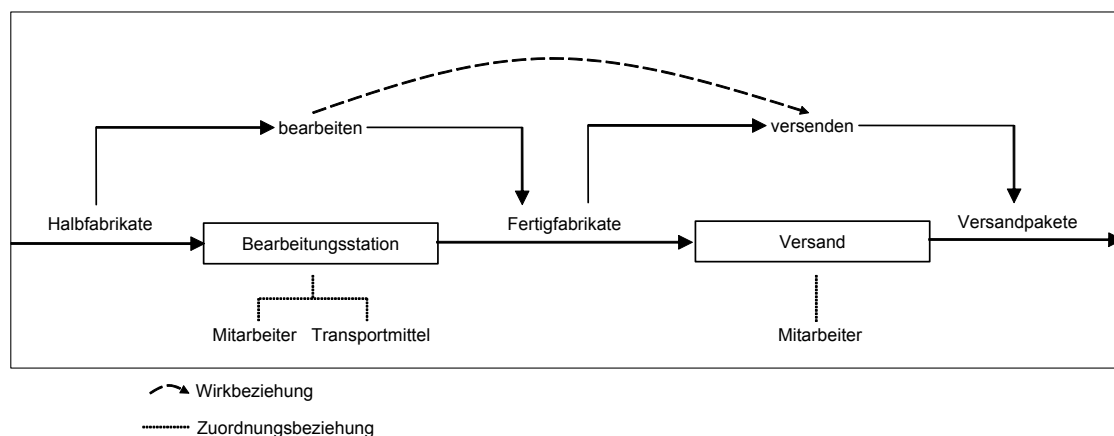 bearbeiten
versenden
Halbfabrikate
Fertigfabrikate
Versandpakete
Bearbeitungsstation
Versand
Mitarbeiter
Transportmittel
Mitarbeiter
Wirkbeziehung
Zuordnungsbeziehung